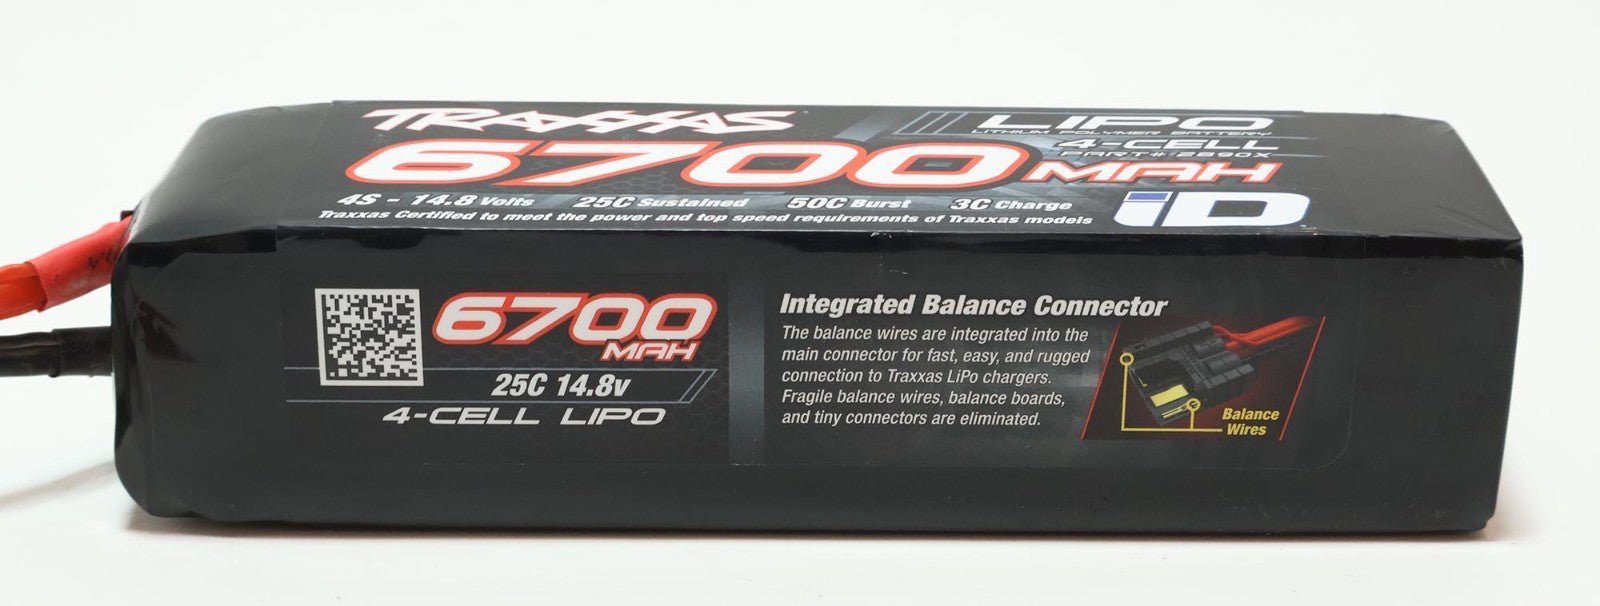 TRAXXAS
LIPO
LITHIUM POLYMER BATTERY
4-CELL
PART# 2890X
6700MAH
4S - 14.8 Volts 25C Sustained 50C Burst 3C Charge
iD
Traxxas Certified to meet the power and top speed requirements of Traxxas models
6700
MAH
25C 14.8v
4-CELL LIPO
Integrated Balance Connector
The balance wires are integrated into the
main connector for fast, easy, and rugged
connection to Traxxas LiPo chargers.
Fragile balance wires, balance boards,
and tiny connectors are eliminated.
Balance
Wires